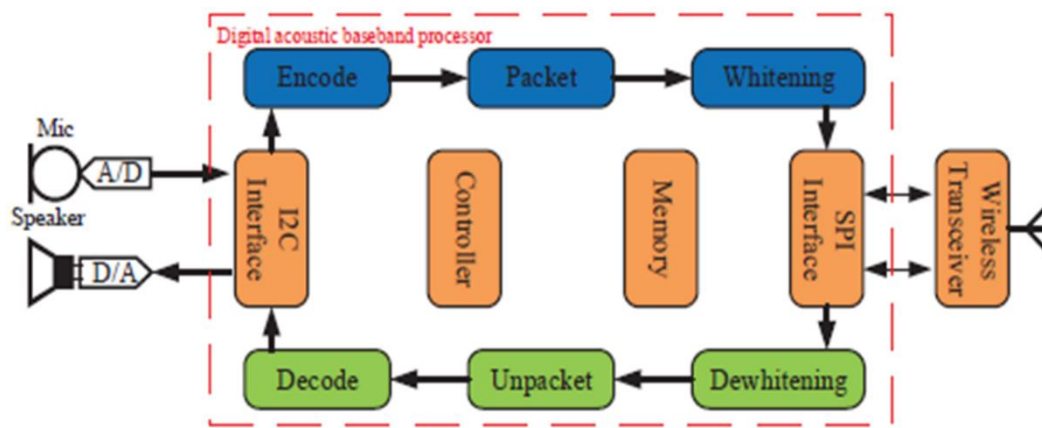 Digital acoustic baseband processor
Encode
Packet
Whitening
Mic
A/D
Speaker
D/A
I2C
Interface
Controller
Memory
SPI
Interface
Wireless
Transceiver
Decode
Unpacket
Dewhitening